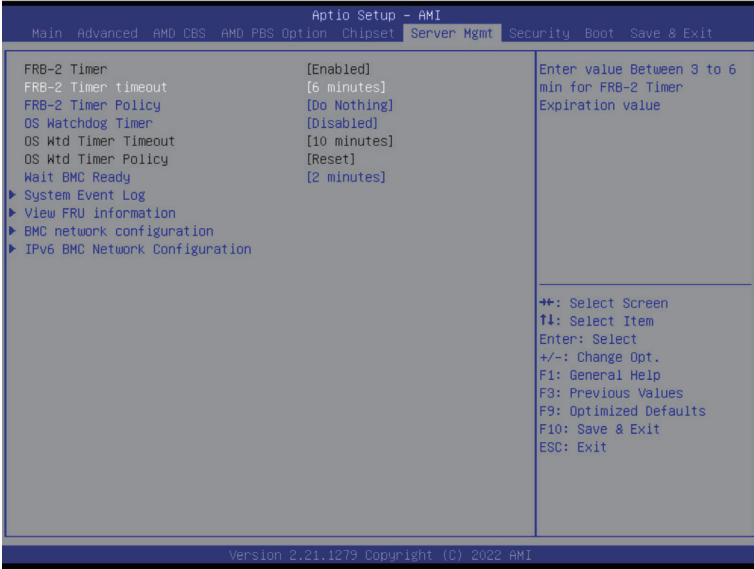 Aptio Setup – AMI
Main Advanced AMD CBS AMD PBS Option Chipset Server Mgmt Security Boot Save & Exit
FRB-2 Timer [Enabled]
FRB-2 Timer timeout [6 minutes]
FRB-2 Timer Policy [Do Nothing]
OS Watchdog Timer [Disabled]
OS Wtd Timer Timeout [10 minutes]
OS Wtd Timer Policy [Reset]
Wait BMC Ready [2 minutes]
System Event Log
View FRU information
BMC network configuration
IPv6 BMC Network Configuration
Enter value Between 3 to 6
min for FRB-2 Timer
Expiration value
→←: Select Screen
↑↓: Select Item
Enter: Select
+/-: Change Opt.
F1: General Help
F3: Previous Values
F9: Optimized Defaults
F10: Save & Exit
ESC: Exit
Version 2.21.1279 Copyright (C) 2022 AMI